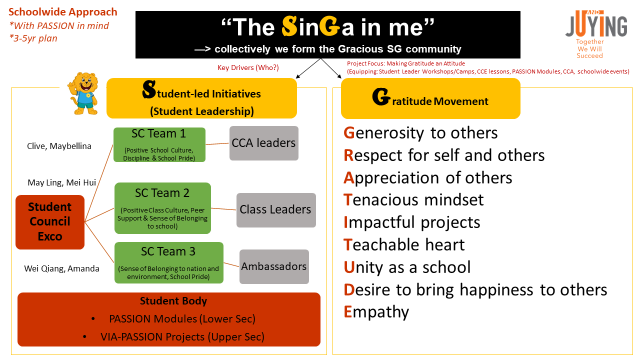 Schoolwide Approach
*With PASSION in mind
*3-5yr plan
“The SinGa in me”
—> collectively we form the Gracious SG community
AND
JUYING
Together
We Will
Succeed
Key Drivers (Who?)
Project Focus: Making Gratitude an Attitude
(Equipping: Student Leader Workshops/Camps, CCE lessons, PASSION Modules, CCA, schoolwide events)
Student-led Initiatives
(Student Leadership)
Gratitude Movement
Clive, Maybellina
SC Team 1
(Positive School Culture,
Discipline & School Pride)
CCA leaders
May Ling, Mei Hui
Student
Council
Exco
SC Team 2
(Positive Class Culture, Peer
Support & Sense of Belonging
to school)
Class Leaders
Wei Qiang, Amanda
SC Team 3
(Sense of Belonging to nation and
environment, School Pride)
Ambassadors
Student Body
• PASSION Modules (Lower Sec)
• VIA-PASSION Projects (Upper Sec)
Generosity to others
Respect for self and others
Appreciation of others
Tenacious mindset
Impactful projects
Teachable heart
Unity as a school
Desire to bring happiness to others
Empathy